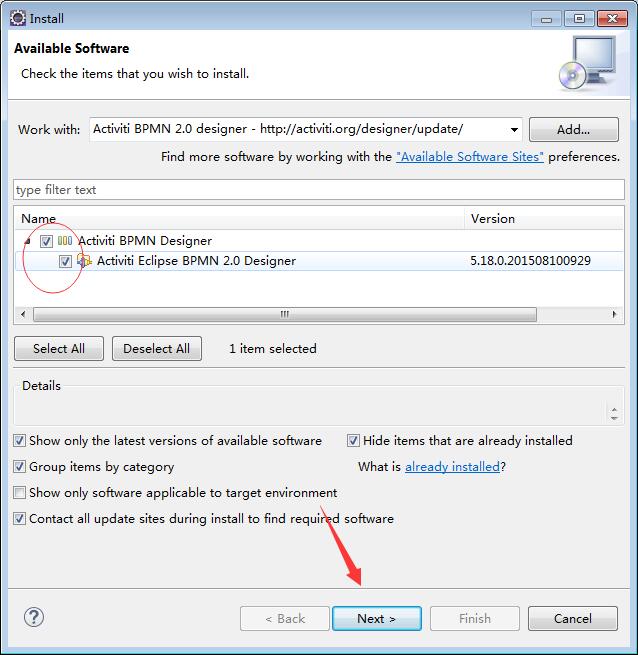 Install
Available Software
Check the items that you wish to install.
Work with: Activiti BPMN 2.0 designer - http://activiti.org/designer/update/ Add...
Find more software by working with the "Available Software Sites" preferences.
type filter text
Name Version
Activiti BPMN Designer
Activiti Eclipse BPMN 2.0 Designer 5.18.0.201508100929
Select All Deselect All 1 item selected
Details
Show only the latest versions of available software Hide items that are already installed
Group items by category What is already installed?
Show only software applicable to target environment
Contact all update sites during install to find required software
? < Back Next > Finish Cancel